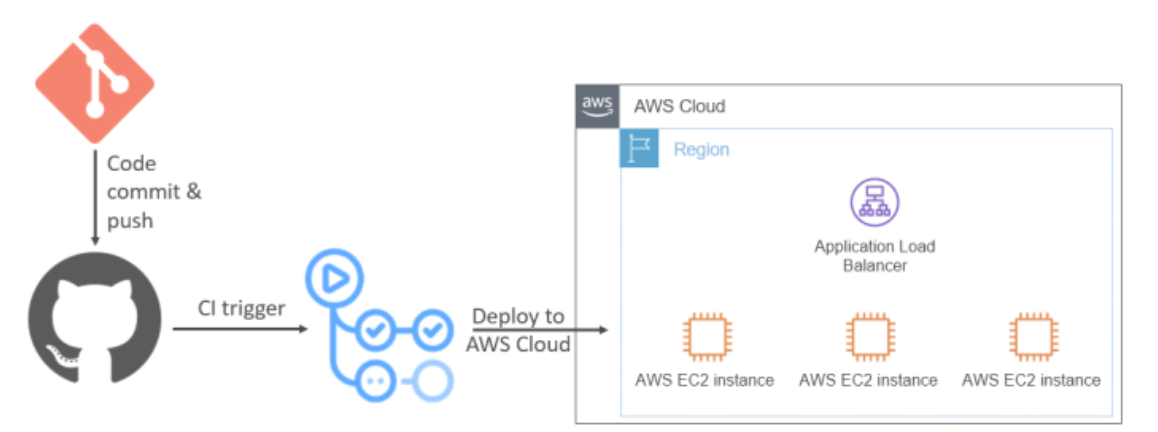 Code
commit &
push
CI trigger
Deploy to
AWS Cloud
aws
AWS Cloud
Region
Application Load
Balancer
AWS EC2 instance
AWS EC2 instance
AWS EC2 instance